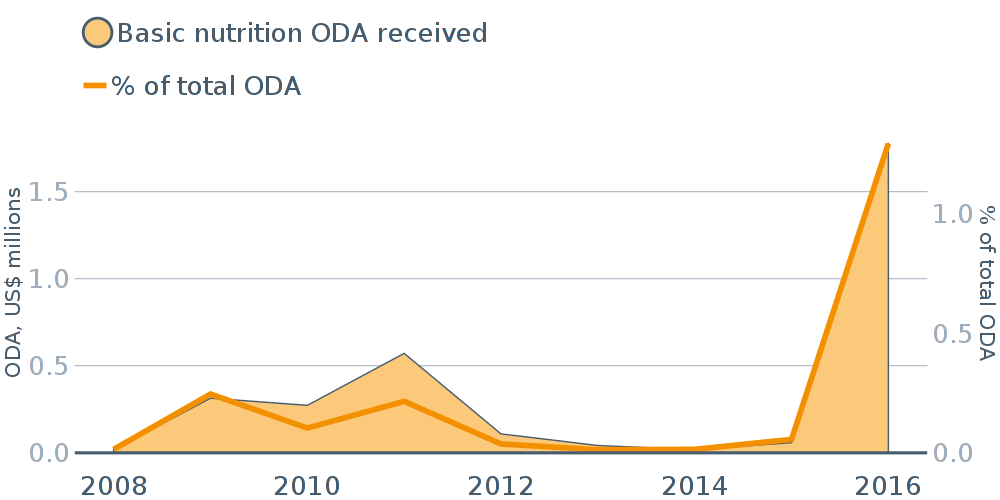 Basic nutrition ODA received
% of total ODA
ODA, US$ millions
1.5
1.0
0.5
0.0
% of total ODA
1.0
0.5
0.0
2008 2010 2012 2014 2016